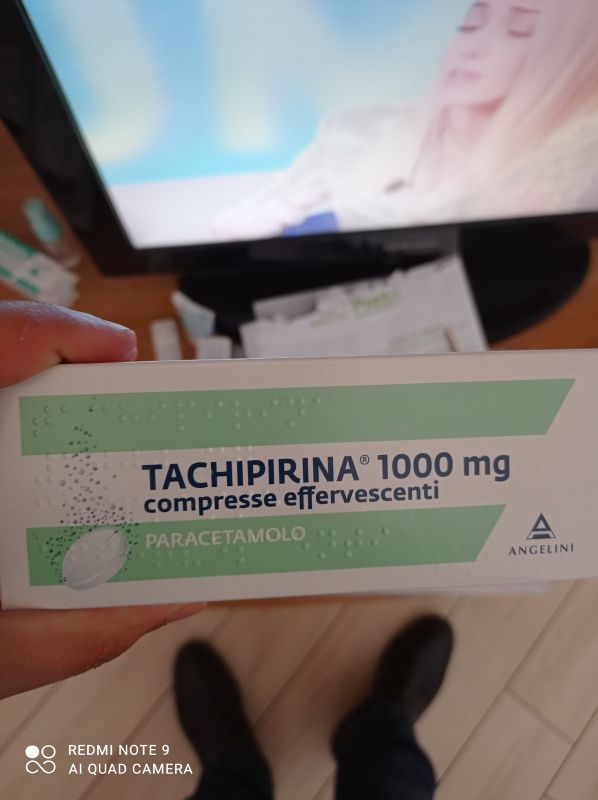 TACHIPIRINA® 1000 mg
compresse effervescenti
PARACETAMOLO
ANGELINI
REDMI NOTE 9
AI QUAD CAMERA